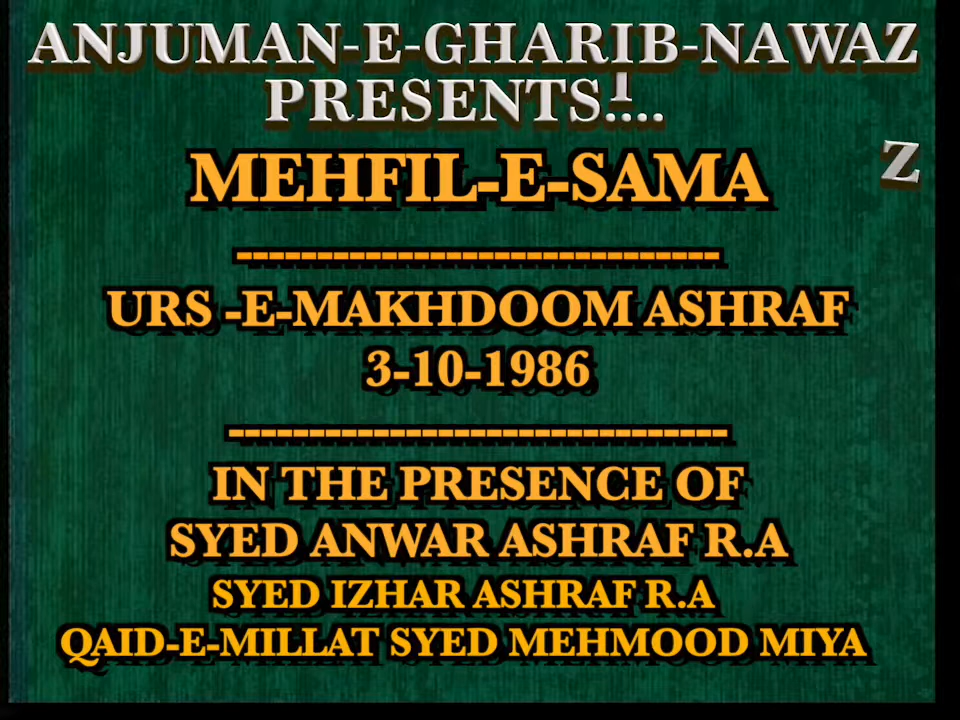 ANJUMAN-E-GHARIB-NAWAZ
PRESENTS....
I
Z
MEHFIL-E-SAMA
------------------------------
URS -E-MAKHDOOM ASHRAF
3-10-1986
-------------------------------
IN THE PRESENCE OF
SYED ANWAR ASHRAF R.A
SYED IZHAR ASHRAF R.A
QAID-E-MILLAT SYED MEHMOOD MIYA